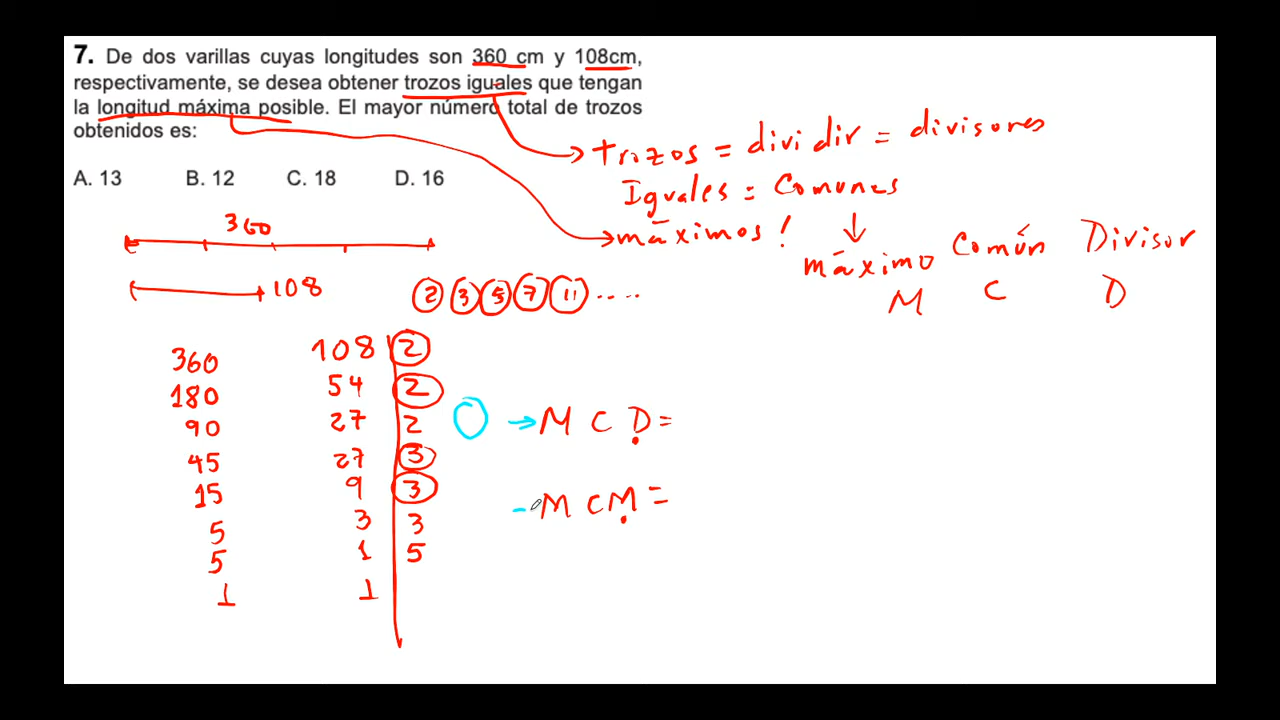 7. De dos varillas cuyas longitudes son 360 cm y 108cm,
respectivamente, se desea obtener trozos iguales que tengan
la longitud máxima posible. El mayor número total de trozos
obtenidos es:
A. 13 B. 12 C. 18 D. 16
trozos = dividir = divisores
Iguales = Comunes
máximos !
máximo Común Divisor
M C D
360
108
2 3 5 7 11 ....
360 108 2
180 54 2
90 27 2
45 27 3
15 9 3
5 3 3
5 1 5
1 1
M C D =
M C M =